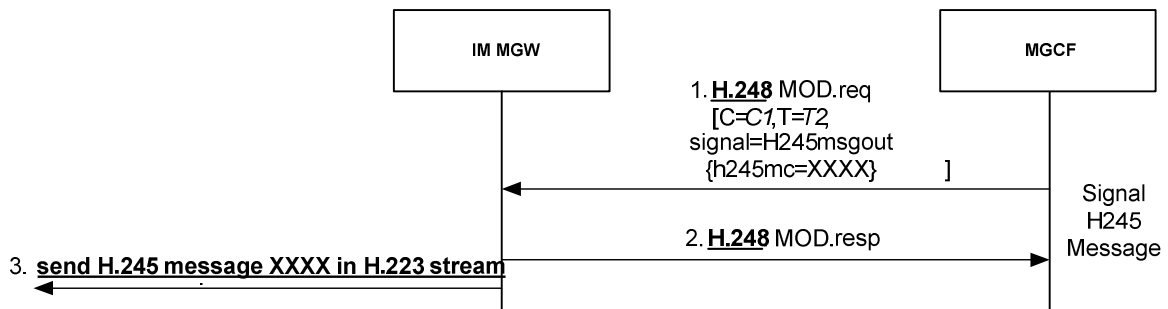 IM MGW
MGCF
1. H.248 MOD.req
[C=C1,T=T2,
signal=H245msgout
{h245mc=XXXX} ]
Signal
H245
Message
2. H.248 MOD.resp
3. send H.245 message XXXX in H.223 stream